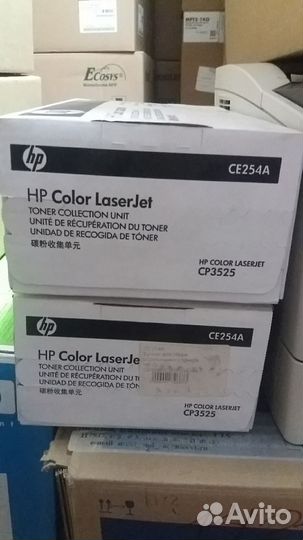 ECOSYS
hp
CE254A
HP Color LaserJet
TONER COLLECTION UNIT
UNITÉ DE RÉCUPÉRATION DU TONER
UNIDAD DE RECOGIDA DE TÓNER
碳粉收集单元
HP COLOR LASERJET
CP3525
hp
CE254A
HP Color LaserJe
TONER COLLECTION UNIT
UNITÉ DE RÉCUPÉRATION DU TONER
UNIDAD DE RECOGIDA DE
碳粉收集单元
HP COLOR LASERJET
CP3525
Avito